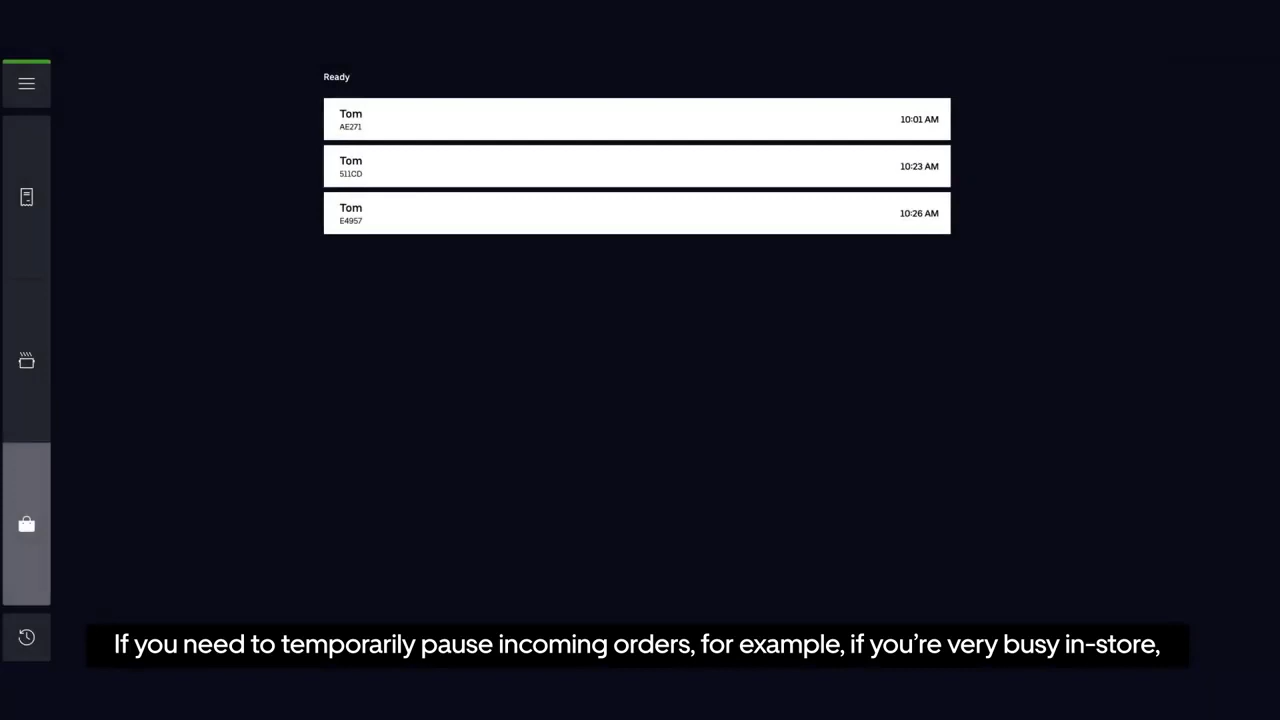 Ready
Tom
AE271
10:01 AM
Tom
511CD
10:23 AM
Tom
E4957
10:26 AM
If you need to temporarily pause incoming orders, for example, if you’re very busy in-store,